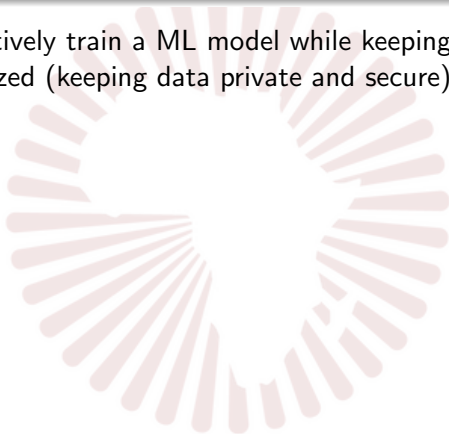 tively train a ML model while keeping
zed (keeping data private and secure)